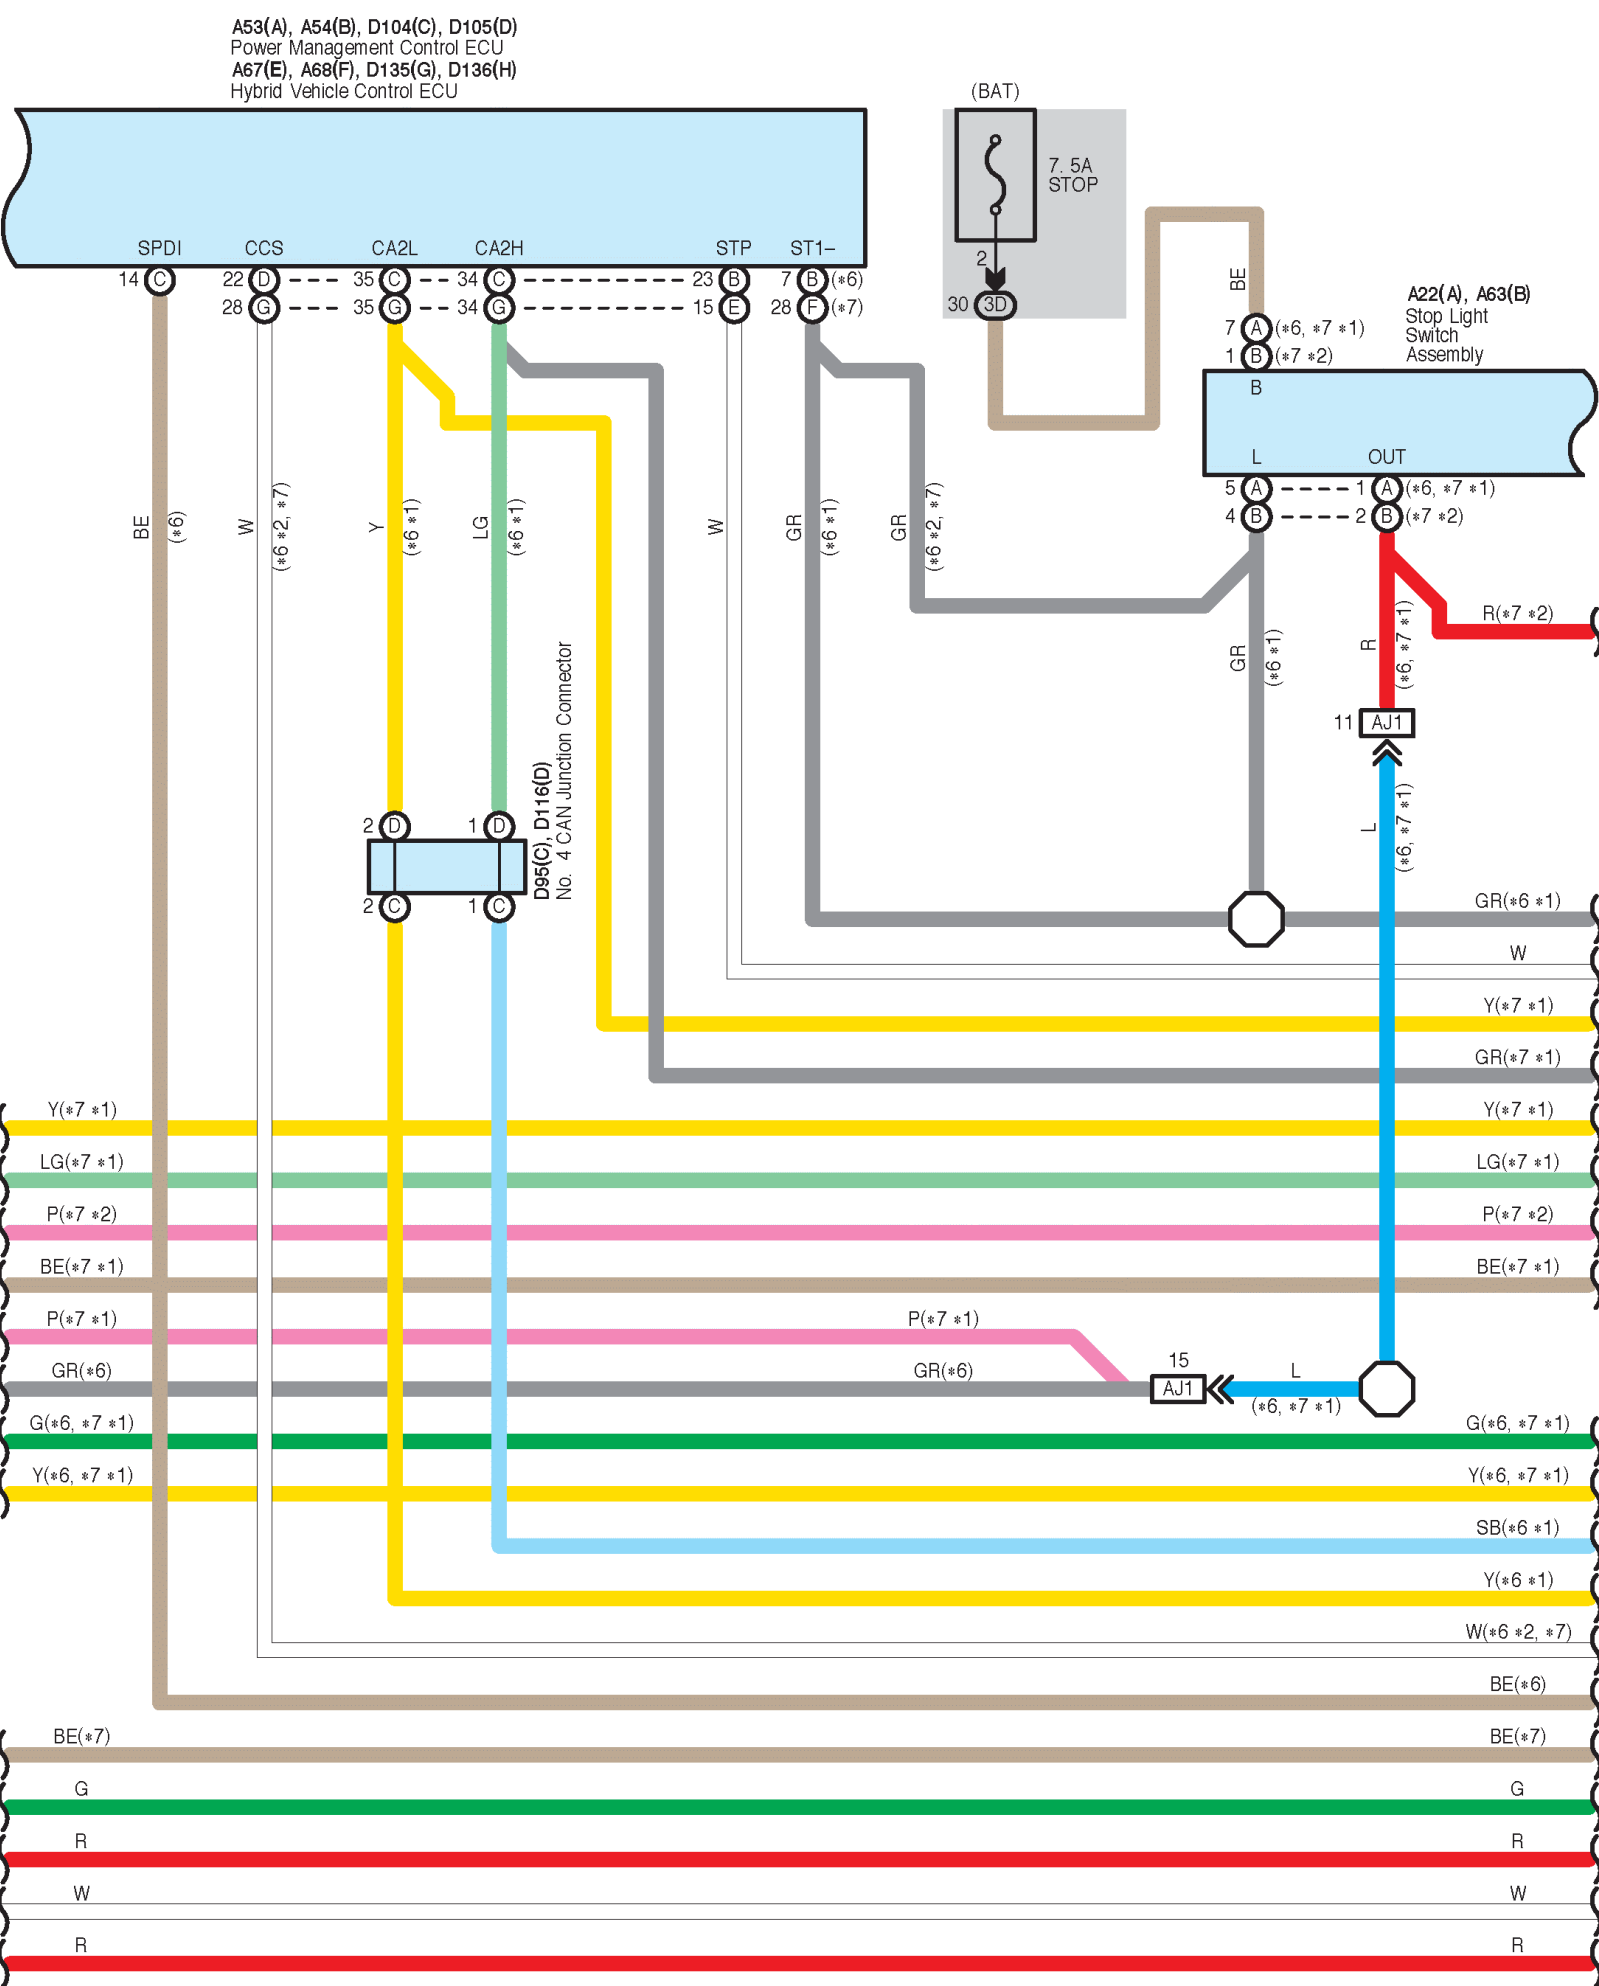 A53(A), A54(B), D104(C), D105(D)
Power Management Control ECU
A67(E), A68(F), D135(G), D136(H)
Hybrid Vehicle Control ECU
(BAT)
7. 5A
STOP
2
30 3D
BE
A22(A), A63(B)
Stop Light
Switch
Assembly
SPDI CCS CA2L CA2H STP ST1–
14 C 22 D 35 C 34 C 23 B 7 B (*6)
28 G 35 G 34 G 15 E 28 F (*7)
7 A (*6, *7 *1)
1 B (*7 *2)
B
L OUT
5 A 1 A (*6, *7 *1)
4 B 2 B (*7 *2)
BE
(*6)
W
(*6 *2, *7)
Y
(*6 *1)
LG
(*6 *1)
W
GR
(*6 *1)
GR
(*6 *2, *7)
GR
(*6 *1)
R
(*6, *7 *1)
R(*7 *2)
11 AJ1
L
(*6, *7 *1)
D95(C), D116(D)
No. 4 CAN Junction Connector
2 D 1 D
2 C 1 C
GR(*6 *1)
W
Y(*7 *1)
GR(*7 *1)
Y(*7 *1) Y(*7 *1)
LG(*7 *1) LG(*7 *1)
P(*7 *2) P(*7 *2)
BE(*7 *1) BE(*7 *1)
P(*7 *1) P(*7 *1)
GR(*6) GR(*6)
15
AJ1
L
(*6, *7 *1)
G(*6, *7 *1) G(*6, *7 *1)
Y(*6, *7 *1) Y(*6, *7 *1)
SB(*6 *1)
Y(*6 *1)
W(*6 *2, *7)
BE(*6)
BE(*7) BE(*7)
G G
R R
W W
R R